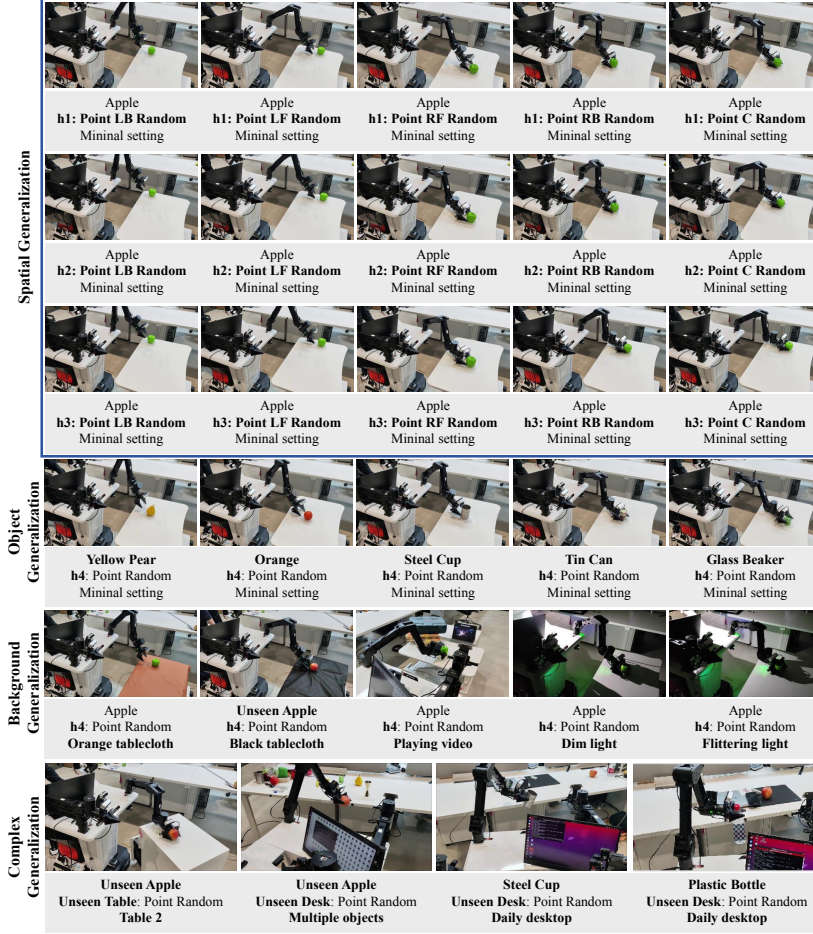 Spatial Generalization
Apple
h1: Point LB Random
Mininal setting
Apple
h1: Point LF Random
Mininal setting
Apple
h1: Point RF Random
Mininal setting
Apple
h1: Point RB Random
Mininal setting
Apple
h1: Point C Random
Mininal setting
Apple
h2: Point LB Random
Mininal setting
Apple
h2: Point LF Random
Mininal setting
Apple
h2: Point RF Random
Mininal setting
Apple
h2: Point RB Random
Mininal setting
Apple
h2: Point C Random
Mininal setting
Apple
h3: Point LB Random
Mininal setting
Apple
h3: Point LF Random
Mininal setting
Apple
h3: Point RF Random
Mininal setting
Apple
h3: Point RB Random
Mininal setting
Apple
h3: Point C Random
Mininal setting
Object
Generalization
Yellow Pear
h4: Point Random
Mininal setting
Orange
h4: Point Random
Mininal setting
Steel Cup
h4: Point Random
Mininal setting
Tin Can
h4: Point Random
Mininal setting
Glass Beaker
h4: Point Random
Mininal setting
Background
Generalization
Apple
h4: Point Random
Orange tablecloth
Unseen Apple
h4: Point Random
Black tablecloth
Apple
h4: Point Random
Playing video
Apple
h4: Point Random
Dim light
Apple
h4: Point Random
Flittering light
Complex
Generalization
Unseen Apple
Unseen Table: Point Random
Table 2
Unseen Apple
Unseen Desk: Point Random
Multiple objects
Steel Cup
Unseen Desk: Point Random
Daily desktop
Plastic Bottle
Unseen Desk: Point Random
Daily desktop